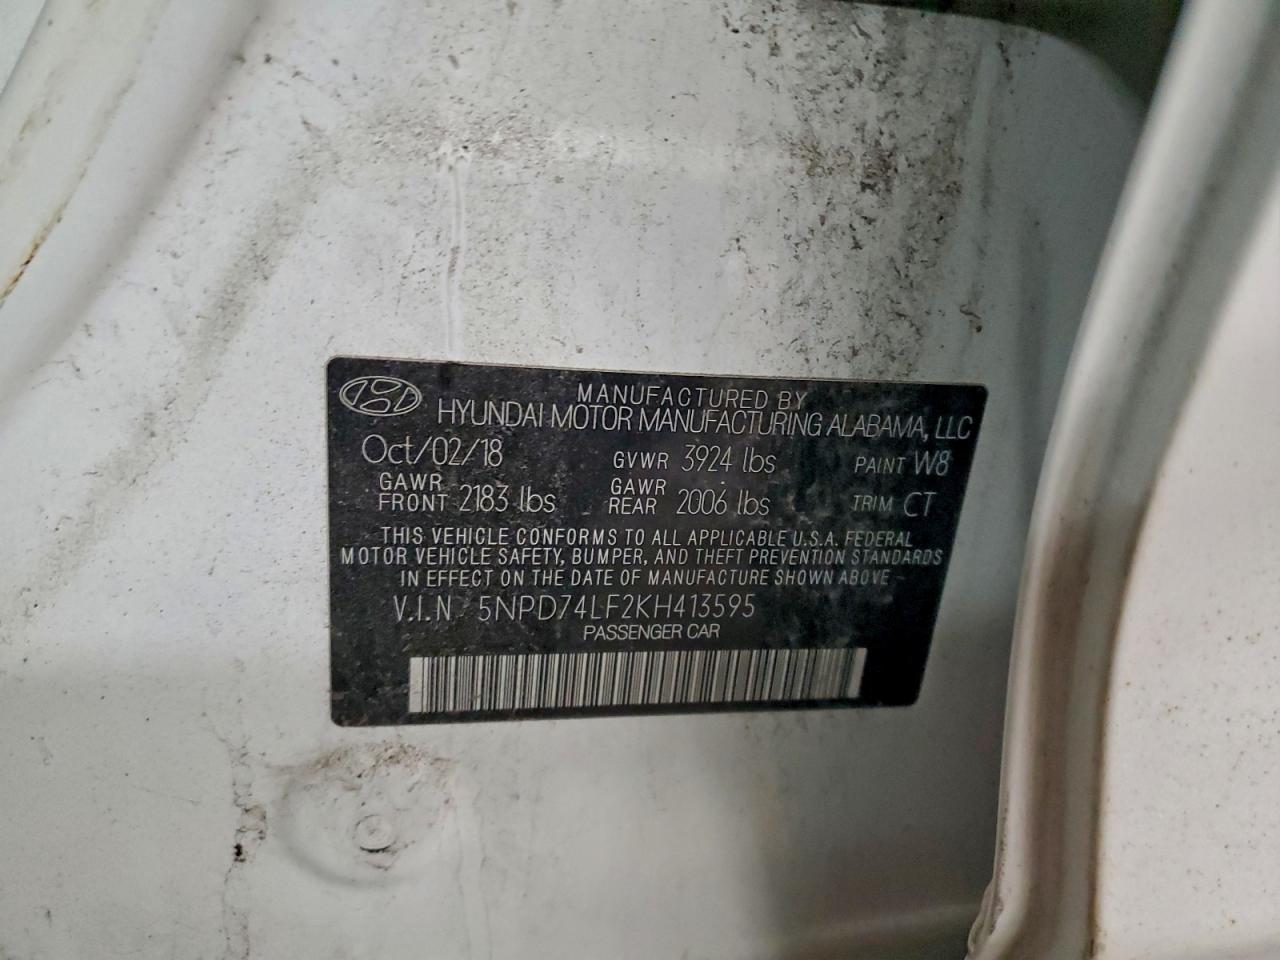 MANUFACTURED BY
HYUNDAI MOTOR MANUFACTURING ALABAMA, LLC
Oct/02/18 GVWR 3924 lbs PAINT W8
GAWR FRONT 2183 lbs GAWR REAR 2006 lbs TRIM CT
THIS VEHICLE CONFORMS TO ALL APPLICABLE U.S.A. FEDERAL
MOTOR VEHICLE SAFETY, BUMPER, AND THEFT PREVENTION STANDARDS
IN EFFECT ON THE DATE OF MANUFACTURE SHOWN ABOVE
V.I.N 5NPD74LF2KH413595
PASSENGER CAR